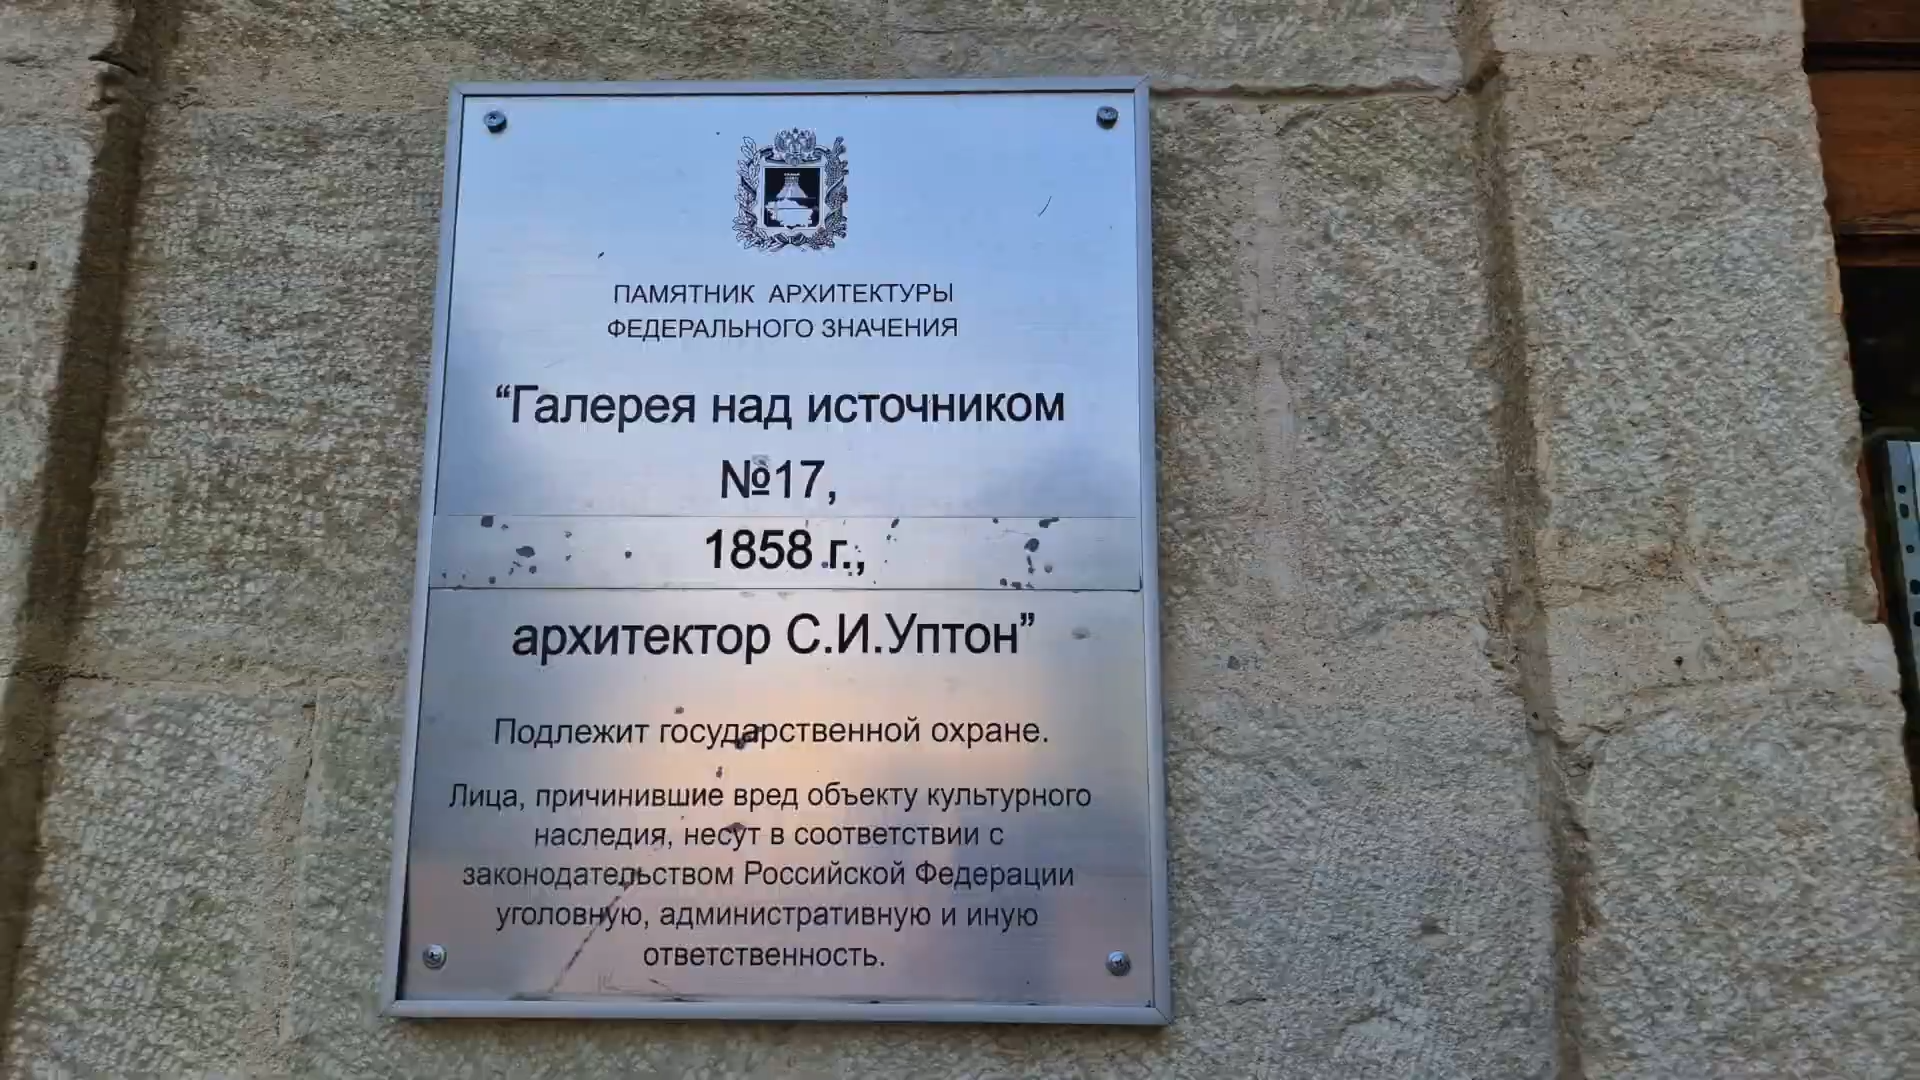 ПАМЯТНИК АРХИТЕКТУРЫ
ФЕДЕРАЛЬНОГО ЗНАЧЕНИЯ
“Галерея над источником
№17,
1858 г.,
архитектор С.И.Уптон”
Подлежит государственной охране.
Лица, причинившие вред объекту культурного
наследия, несут в соответствии с
законодательством Российской Федерации
уголовную, административную и иную
ответственность.